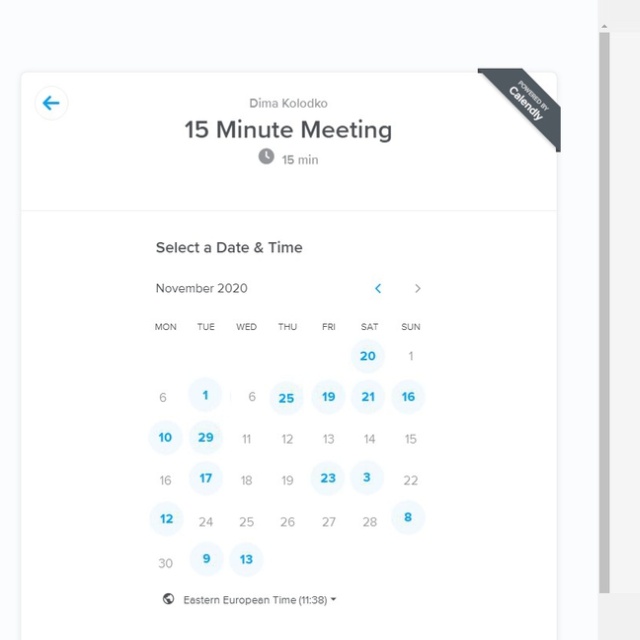 POWERED BY
Calendly
Dima Kolodko
15 Minute Meeting
15 min
Select a Date & Time
November 2020
MON TUE WED THU FRI SAT SUN
20 1
6 1 6 25 19 21 16
10 29 11 12 13 14 15
16 17 18 19 23 3 22
12 24 25 26 27 28 8
30 9 13
Eastern European Time (11:38)